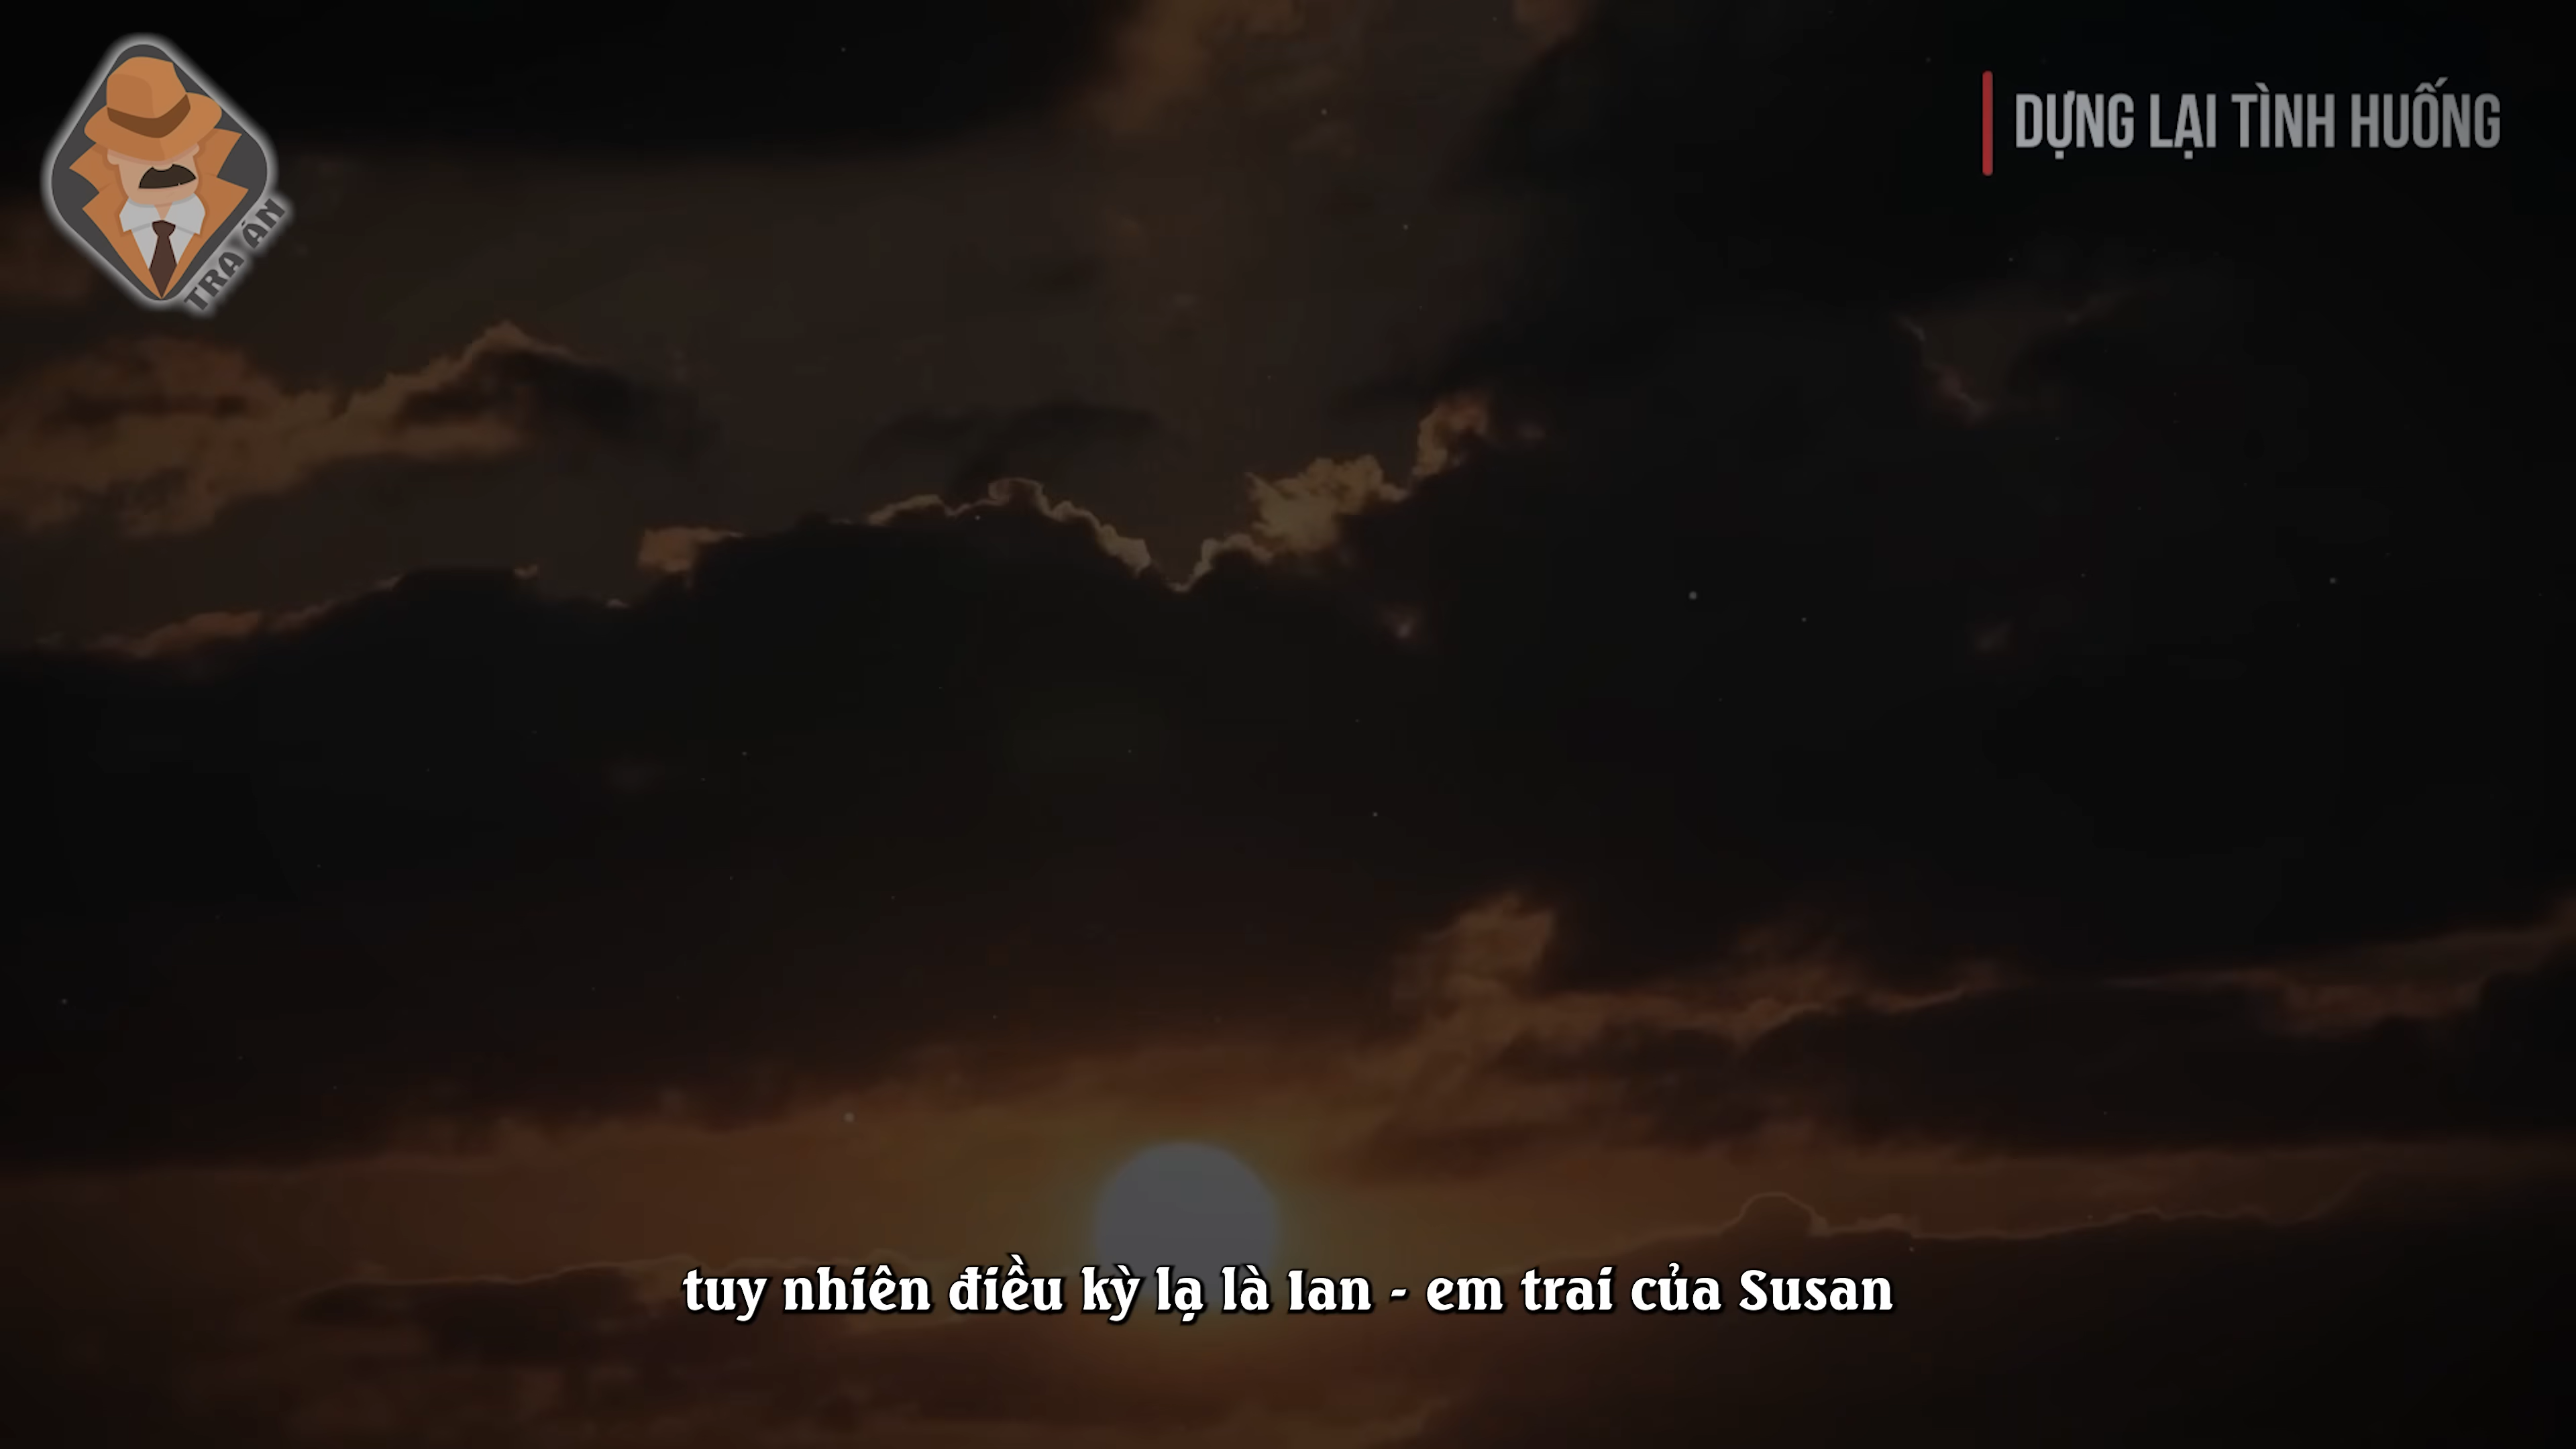 TRA ÁN
DỰNG LẠI TÌNH HUỐNG
tuy nhiên điều kỳ lạ là Ian - em trai của Susan